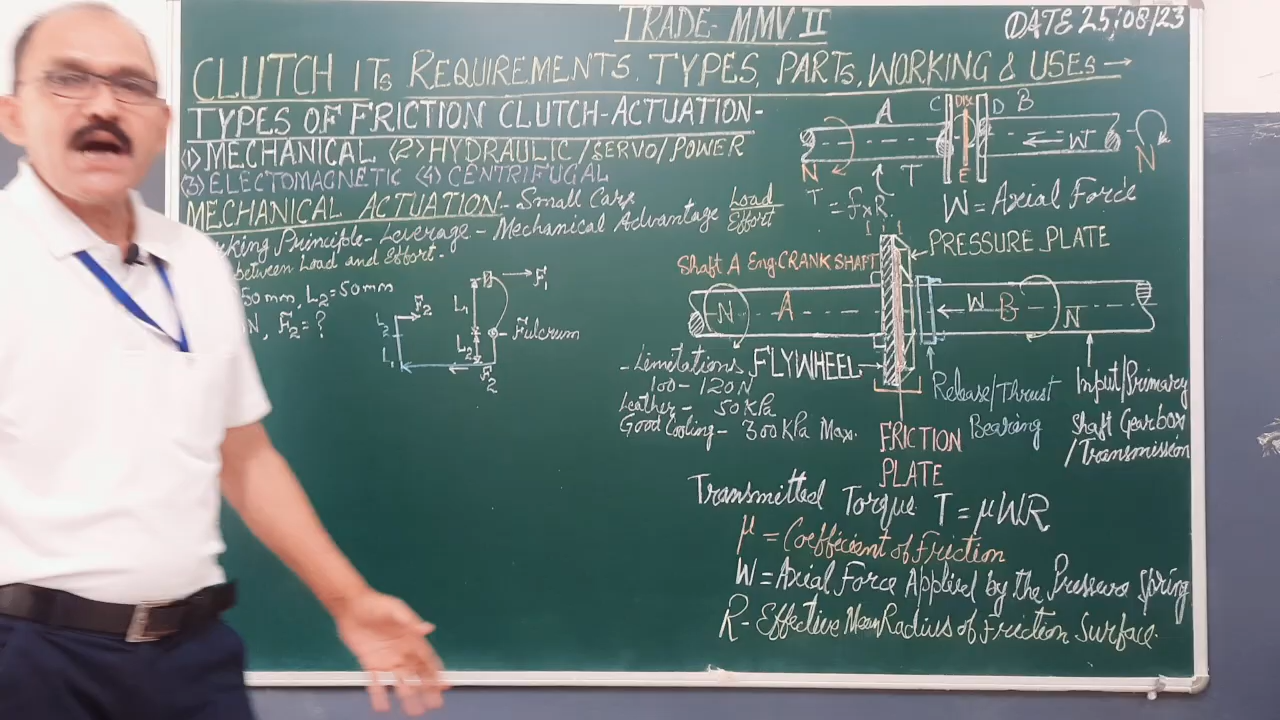 TRADE-MMV II
DATE 25/08/23
CLUTCH ITs REQUIREMENTS, TYPES, PARTS, WORKING & USES→
TYPES OF FRICTION CLUTCH-ACTUATION-
(1) MECHANICAL (2) HYDRAULIC/SERVO/POWER
(3) ELECTOMAGNETIC (4) CENTRIFUGAL
MECHANICAL ACTUATION- Small Cars
Working Principle- Leverage- Mechanical Advantage Load
Effort
between Load and Effort-
50mm, L2=50mm
N, F2=?
F2
L2
L1
L1
L2
F1
Fulcrum
F2
A
C
Disc
D
B
N
T
W
N
E
T = f x R
W = Axial Force
PRESSURE PLATE
Shaft A Eng. CRANK SHAFT
N
A
W
B
N
-Limitations
100-120N
Leather- 50 KPa
Good Cooling- 300 KPa Max.
FLYWHEEL
FRICTION
PLATE
Release/Thrust
Bearing
Input/Primary
Shaft Gearbox
/Transmission
Transmitted Torque T = μWR
μ = Coefficient of Friction
W = Axial Force Applied by the Pressure Spring
R- Effective Mean Radius of Friction Surface.